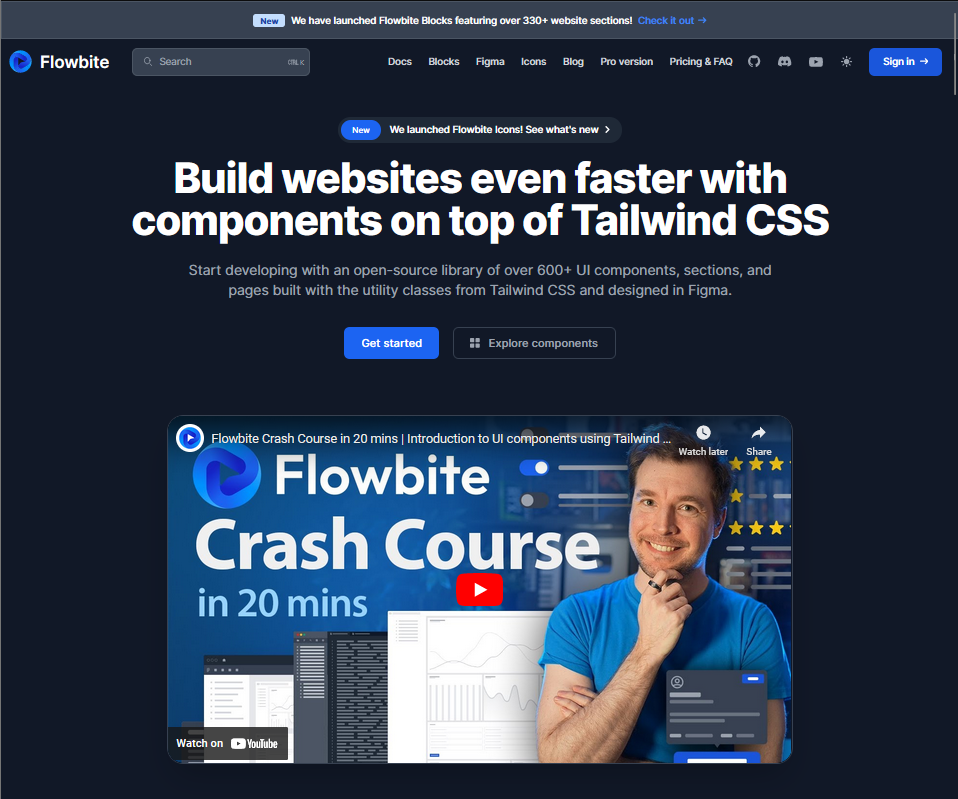 New We have launched Flowbite Blocks featuring over 330+ website sections! Check it out →
Flowbite Search CTRL K Docs Blocks Figma Icons Blog Pro version Pricing & FAQ Sign in →
New We launched Flowbite Icons! See what's new
Build websites even faster with
components on top of Tailwind CSS
Start developing with an open-source library of over 600+ UI components, sections, and
pages built with the utility classes from Tailwind CSS and designed in Figma.
Get started Explore components
Flowbite Crash Course in 20 mins | Introduction to UI components using Tailwind ...
Watch later Share
Flowbite
Crash Course
in 20 mins
Watch on YouTube